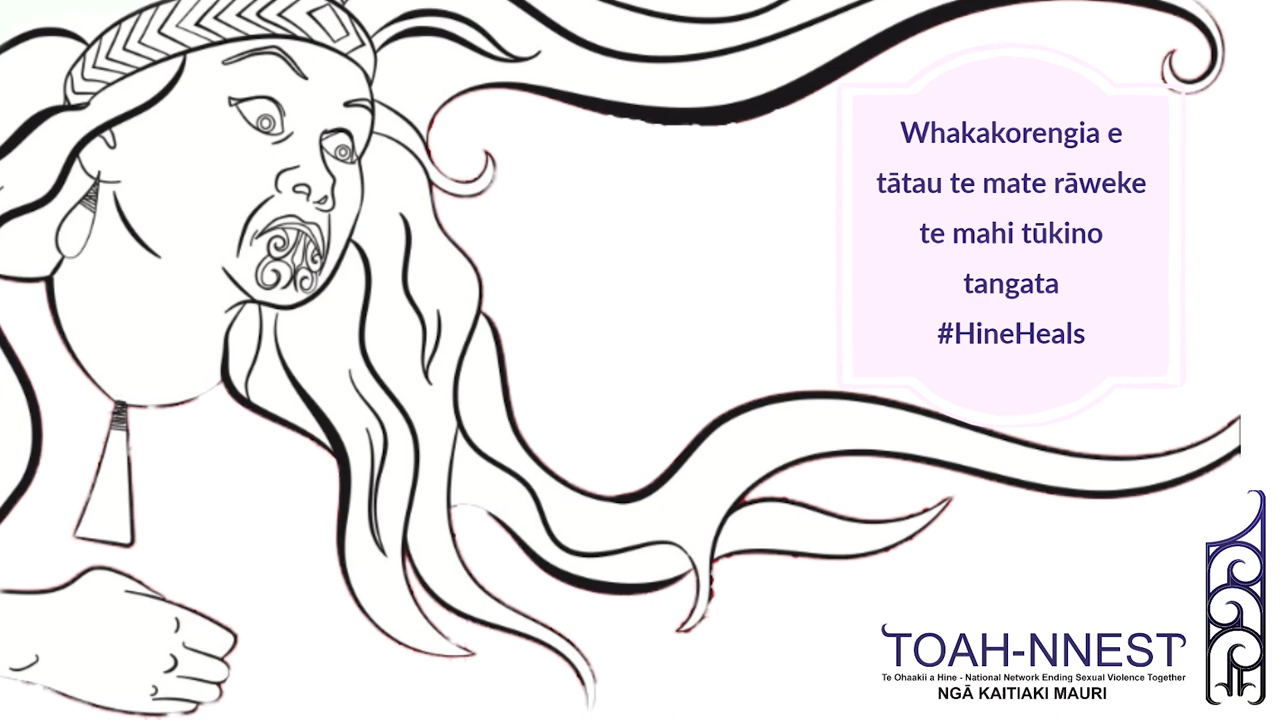 Whakakorengia e
tātau te mate rāweke
te mahi tūkino
tangata
#HineHeals
TOAH-NNEST
Te Ohaakii a Hine - National Network Ending Sexual Violence Together
NGĀ KAITIAKI MAURI